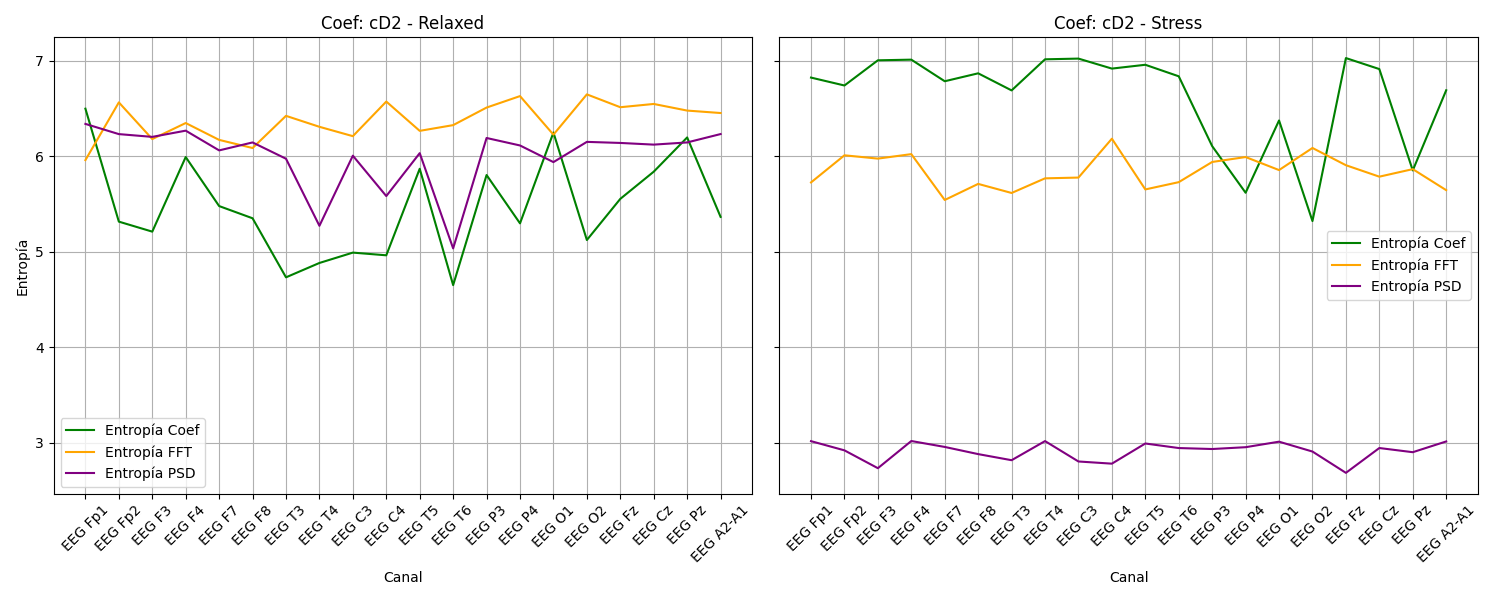 Coef: cD2 - Relaxed
Entropía
7
6
5
4
3
Entropía Coef
Entropía FFT
Entropía PSD
EEG Fp1
EEG Fp2
EEG F3
EEG F4
EEG F7
EEG F8
EEG T3
EEG T4
EEG C3
EEG C4
EEG T5
EEG T6
EEG P3
EEG P4
EEG O1
EEG O2
EEG Fz
EEG Cz
EEG Pz
EEG A2-A1
Canal
Coef: cD2 - Stress
Entropía Coef
Entropía FFT
Entropía PSD
EEG Fp1
EEG Fp2
EEG F3
EEG F4
EEG F7
EEG F8
EEG T3
EEG T4
EEG C3
EEG C4
EEG T5
EEG T6
EEG P3
EEG P4
EEG O1
EEG O2
EEG Fz
EEG Cz
EEG Pz
EEG A2-A1
Canal